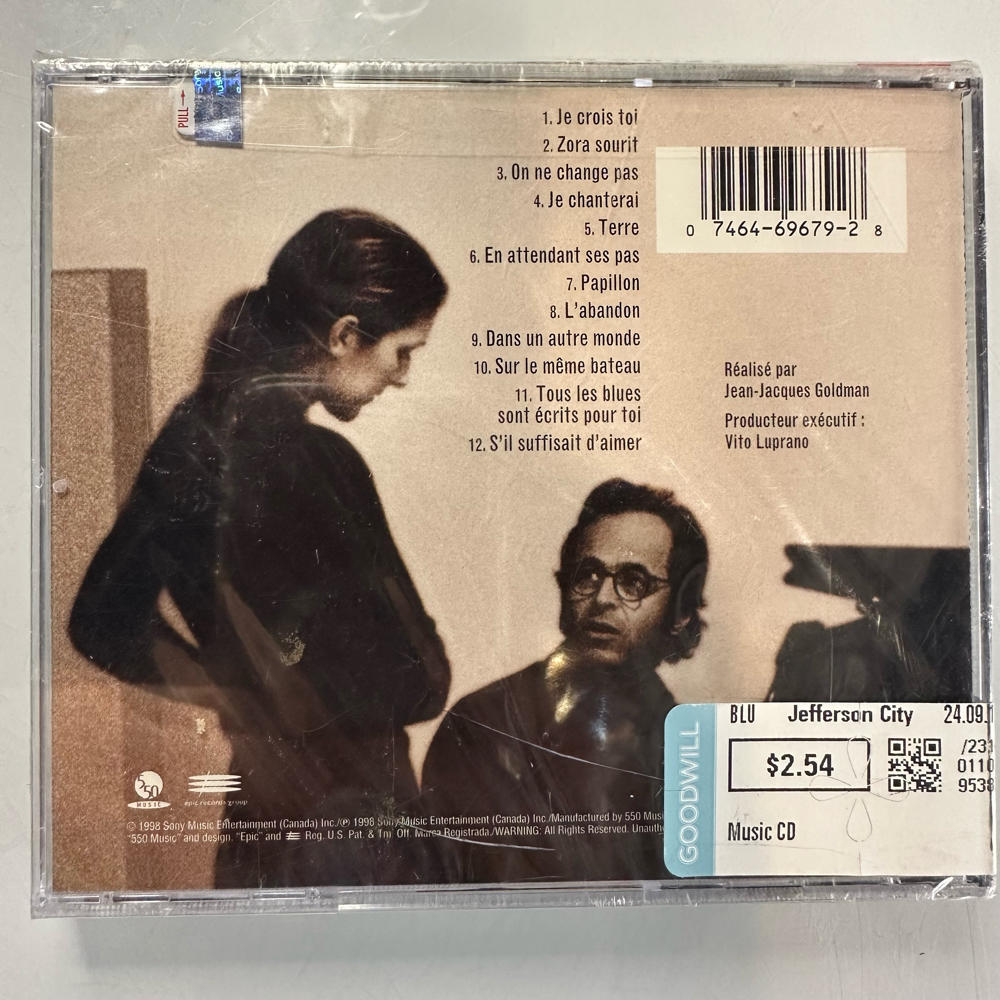 PULL→
1. Je crois toi
2. Zora sourit
3. On ne change pas
4. Je chanterai
5. Terre
6. En attendant ses pas
7. Papillon
8. L'abandon
9. Dans un autre monde
10. Sur le même bateau
11. Tous les blues
sont écrits pour toi
12. S'il suffisait d'aimer
0 7464-69679-2 8
Réalisé par
Jean-Jacques Goldman
Producteur exécutif :
Vito Luprano
550
MUSIC
epic records group
© 1998 Sony Music Entertainment (Canada) Inc./℗ 1998 Sony Music Entertainment (Canada) Inc./Manufactured by 550 Musi
"550 Music" and design, "Epic" and Reg. U.S. Pat. & Tm. Off. Marca Registrada./WARNING: All Rights Reserved. Unauth
GOODWILL
BLU Jefferson City 24.09.1
$2.54
/231
0110
9538
Music CD